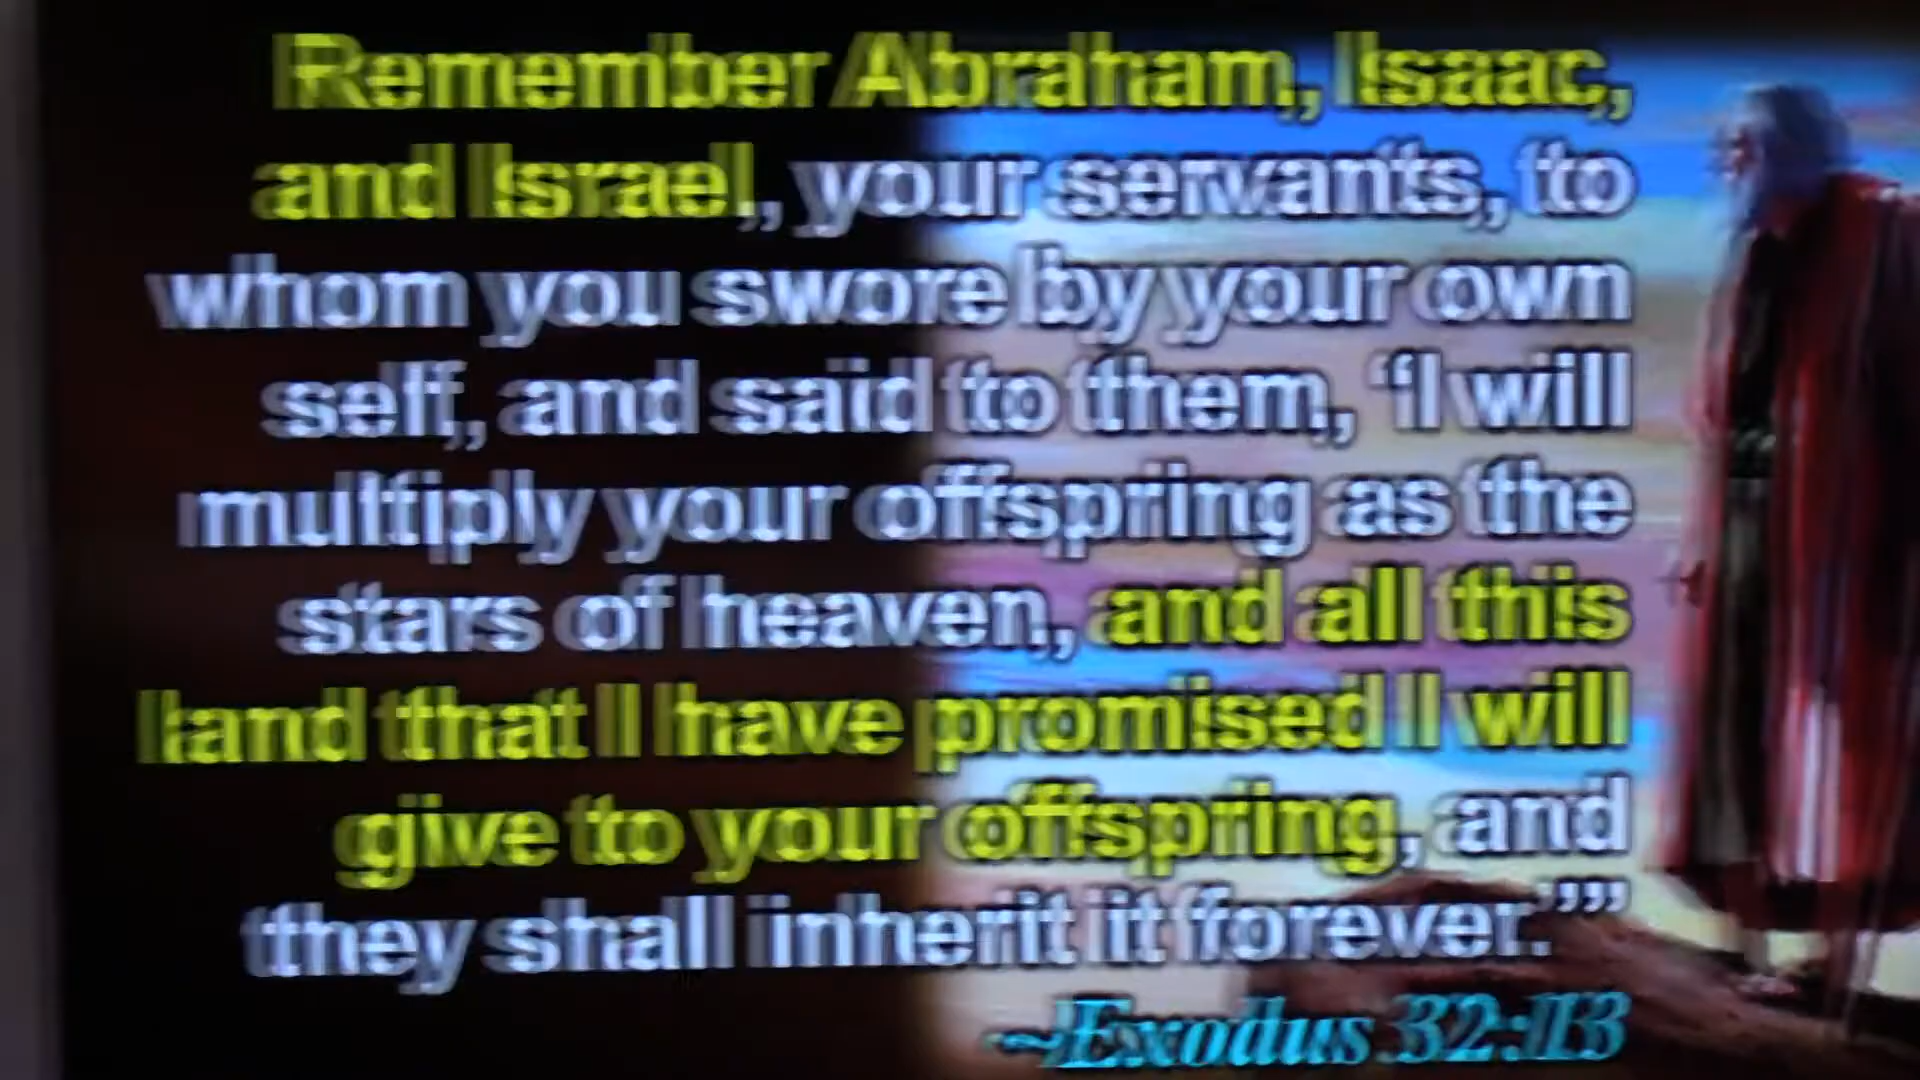 Remember Abraham, Isaac,
and Israel, your servants, to
whom you swore by your own
self, and said to them, ‘I will
multiply your offspring as the
stars of heaven, and all this
land that I have promised I will
give to your offspring, and
they shall inherit it forever.’”
~Exodus 32:13